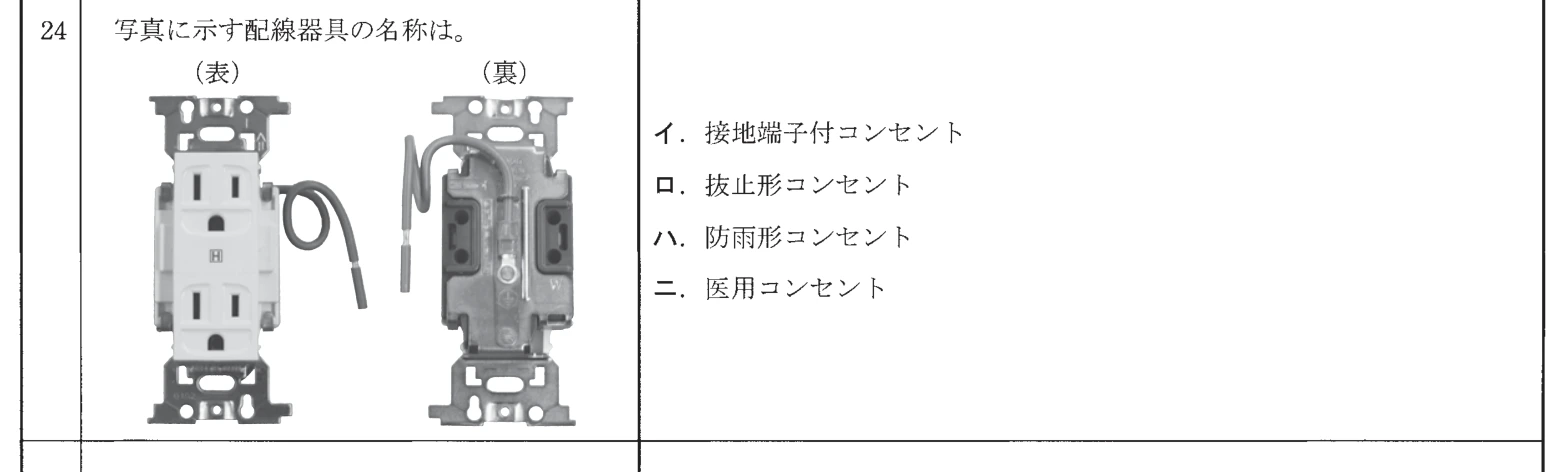 24 写真に示す配線器具の名称は。
(表) (裏)
H
イ. 接地端子付コンセント
ロ. 抜止形コンセント
ハ. 防雨形コンセント
ニ. 医用コンセント